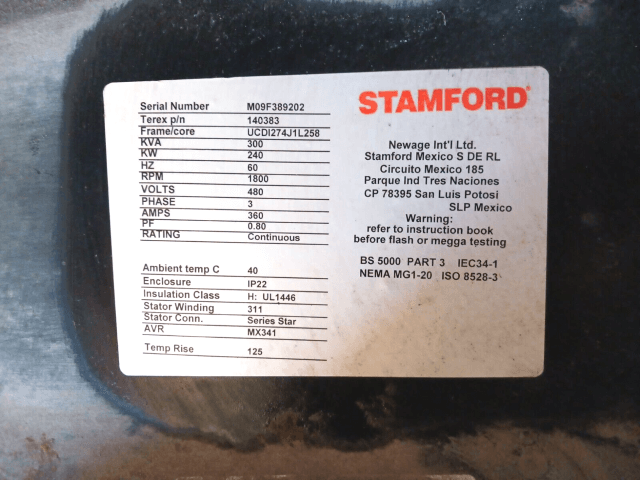 Serial Number M09F389202
Terex p/n 140383
Frame/core UCDI274J1L258
KVA 300
KW 240
HZ 60
RPM 1800
VOLTS 480
PHASE 3
AMPS 360
PF 0.80
RATING Continuous
Ambient temp C 40
Enclosure IP22
Insulation Class H: UL1446
Stator Winding 311
Stator Conn. Series Star
AVR MX341
Temp Rise 125
STAMFORD
Newage Int'l Ltd.
Stamford Mexico S DE RL
Circuito Mexico 185
Parque Ind Tres Naciones
CP 78395 San Luis Potosi
SLP Mexico
Warning:
refer to instruction book
before flash or megga testing
BS 5000 PART 3 IEC34-1
NEMA MG1-20 ISO 8528-3